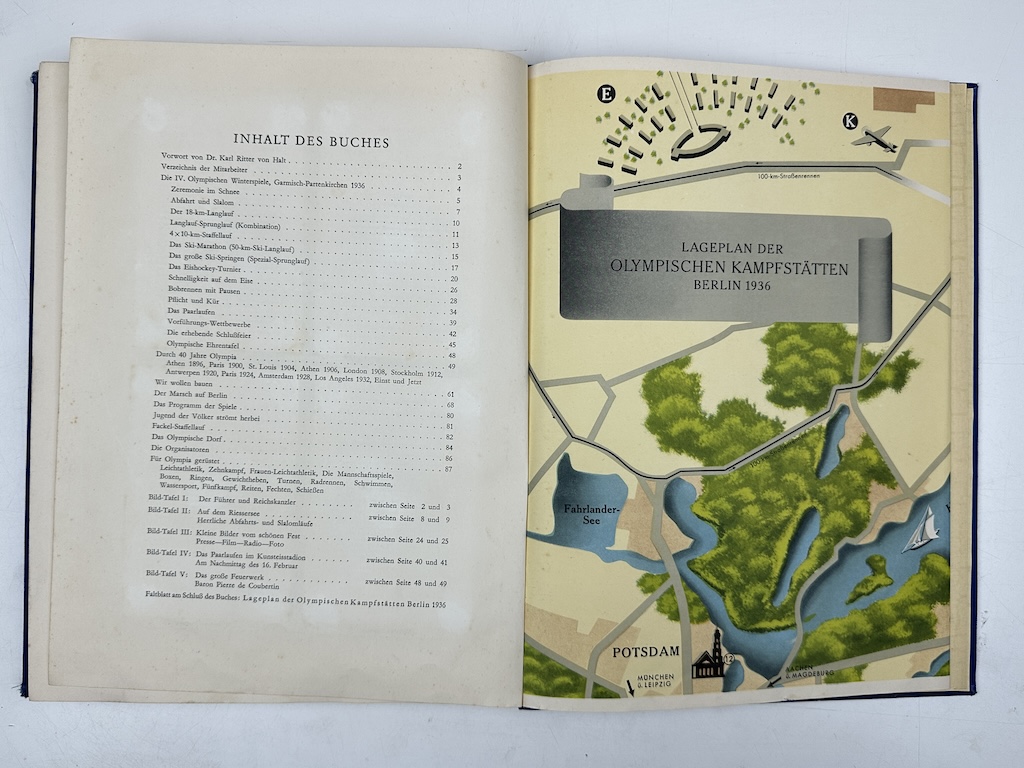 INHALT DES BUCHES
Vorwort von Dr. Karl Ritter von Halt . . . 2
Verzeichnis der Mitarbeiter . . . 3
Die IV. Olympischen Winterspiele, Garmisch-Partenkirchen 1936 . . . 4
Zeremonie im Schnee . . . 5
Abfahrt und Slalom . . . 7
Der 18-km-Langlauf . . . 10
Langlauf-Sprunglauf (Kombination) . . . 11
4×10-km-Staffellauf . . . 13
Das Ski-Marathon (50-km-Ski-Langlauf) . . . 15
Das große Ski-Springen (Spezial-Sprunglauf) . . . 17
Das Eishockey-Turnier . . . 20
Schnelligkeit auf dem Eise . . . 26
Bobrennen mit Pausen . . . 28
Pflicht und Kür . . . 34
Das Paarlaufen . . . 39
Vorführungs-Wettbewerbe . . . 42
Die erhebende Schlußfeier . . . 45
Olympische Ehrentafel . . . 48
Durch 40 Jahre Olympia . . . 49
Athen 1896, Paris 1900, St. Louis 1904, Athen 1906, London 1908, Stockholm 1912,
Antwerpen 1920, Paris 1924, Amsterdam 1928, Los Angeles 1932, Einst und Jetzt
Wir wollen bauen . . . 61
Der Marsch auf Berlin . . . 68
Das Programm der Spiele . . . 80
Jugend der Völker strömt herbei . . . 81
Fackel-Staffellauf . . . 82
Das Olympische Dorf . . . 84
Die Organisatoren . . . 86
Für Olympia gerüstet . . . 87
Leichtathletik, Zehnkampf, Frauen-Leichtathletik, Die Mannschaftsspiele,
Boxen, Ringen, Gewichtheben, Turnen, Radrennen, Schwimmen,
Wassersport, Fünfkampf, Reiten, Fechten, Schießen
Bild-Tafel I: Der Führer und Reichskanzler . . . zwischen Seite 2 und 3
Bild-Tafel II: Auf dem Riessersee . . . zwischen Seite 8 und 9
Herrliche Abfahrts- und Slalomläufe
Bild-Tafel III: Kleine Bilder vom schönen Fest . . . zwischen Seite 24 und 25
Presse—Film—Radio—Foto
Bild-Tafel IV: Das Paarlaufen im Kunsteisstadion . . . zwischen Seite 40 und 41
Am Nachmittag des 16. Februar
Bild-Tafel V: Das große Feuerwerk . . . zwischen Seite 48 und 49
Baron Pierre de Coubertin
Faltblatt am Schluß des Buches: Lageplan der Olympischen Kampfstätten Berlin 1936
E
K
100-km-Straßenrennen
LAGEPLAN DER
OLYMPISCHEN KAMPFSTÄTTEN
BERLIN 1936
Fahrlander-
See
POTSDAM
12
MÜNCHEN
ü. LEIPZIG
AACHEN
ü. MAGDEBURG